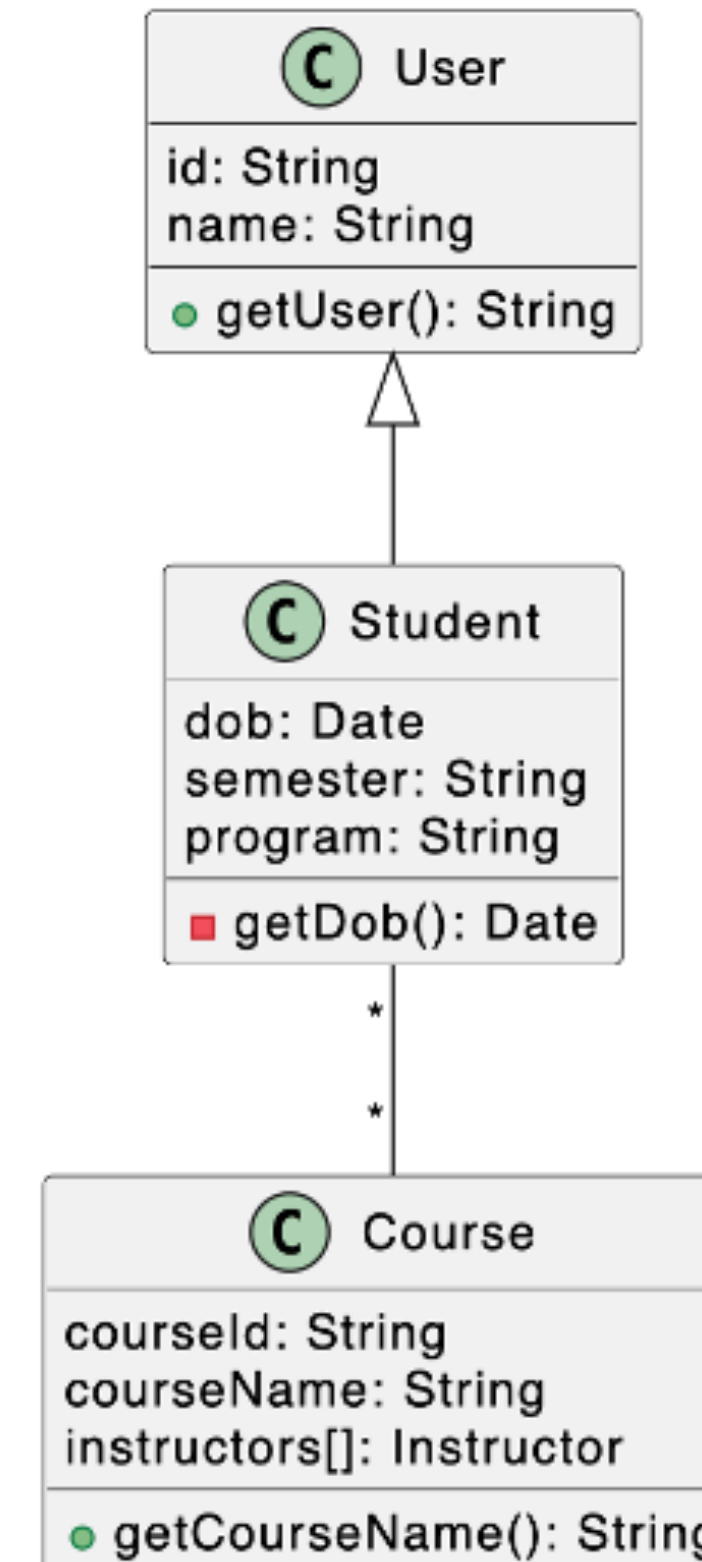 C User
id: String
name: String
getUser(): String
C Student
dob: Date
semester: String
program: String
getDob(): Date
*
*
C Course
courseId: String
courseName: String
instructors[]: Instructor
getCourseName(): String